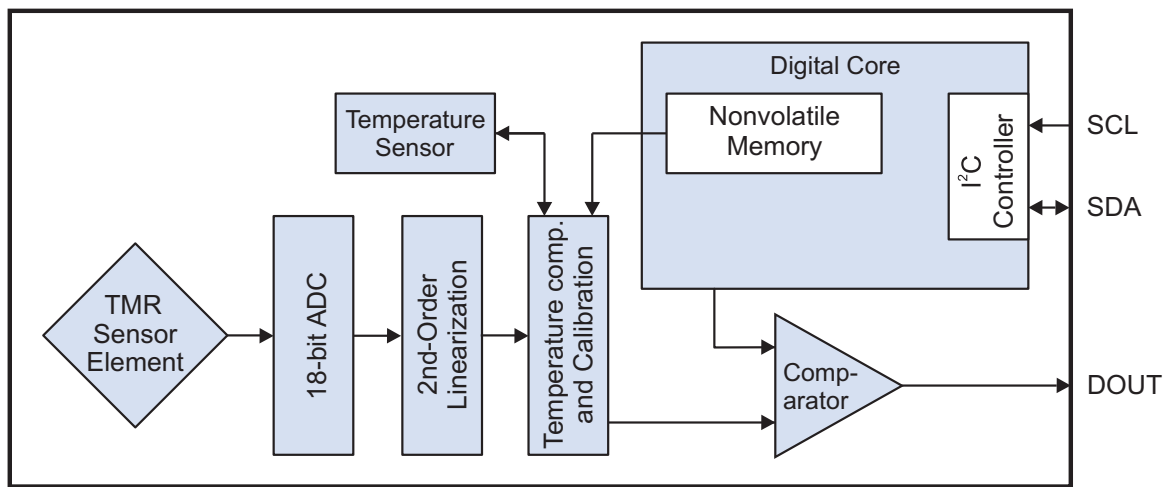 Digital Core
Temperature
Sensor
Nonvolatile
Memory
I²C
Controller
SCL
SDA
TMR
Sensor
Element
18-bit ADC
2nd-Order
Linearization
Temperature comp.
and Calibration
Comp-
arator
DOUT